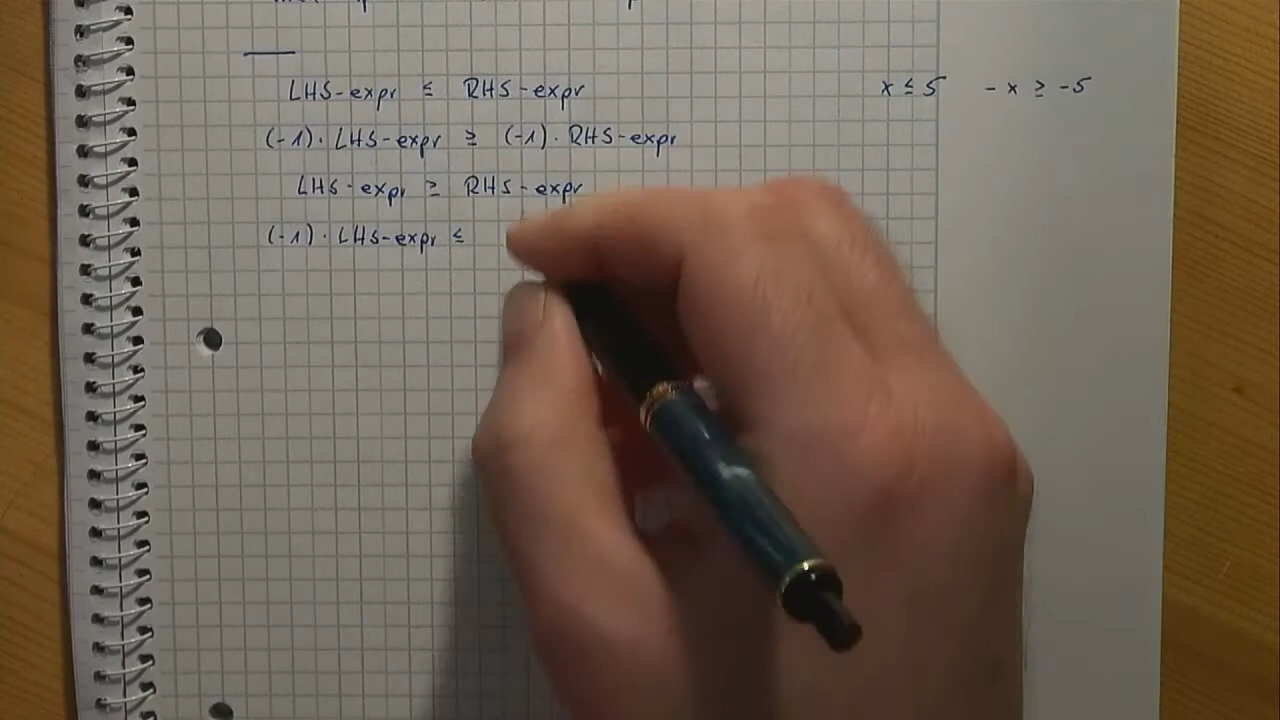 LHS-expr ≤ RHS-expr x ≤ 5 -x ≥ -5
(-1)· LHS-expr ≥ (-1)· RHS-expr
LHS-expr ≥ RHS-expr
(-1)· LHS-expr ≤